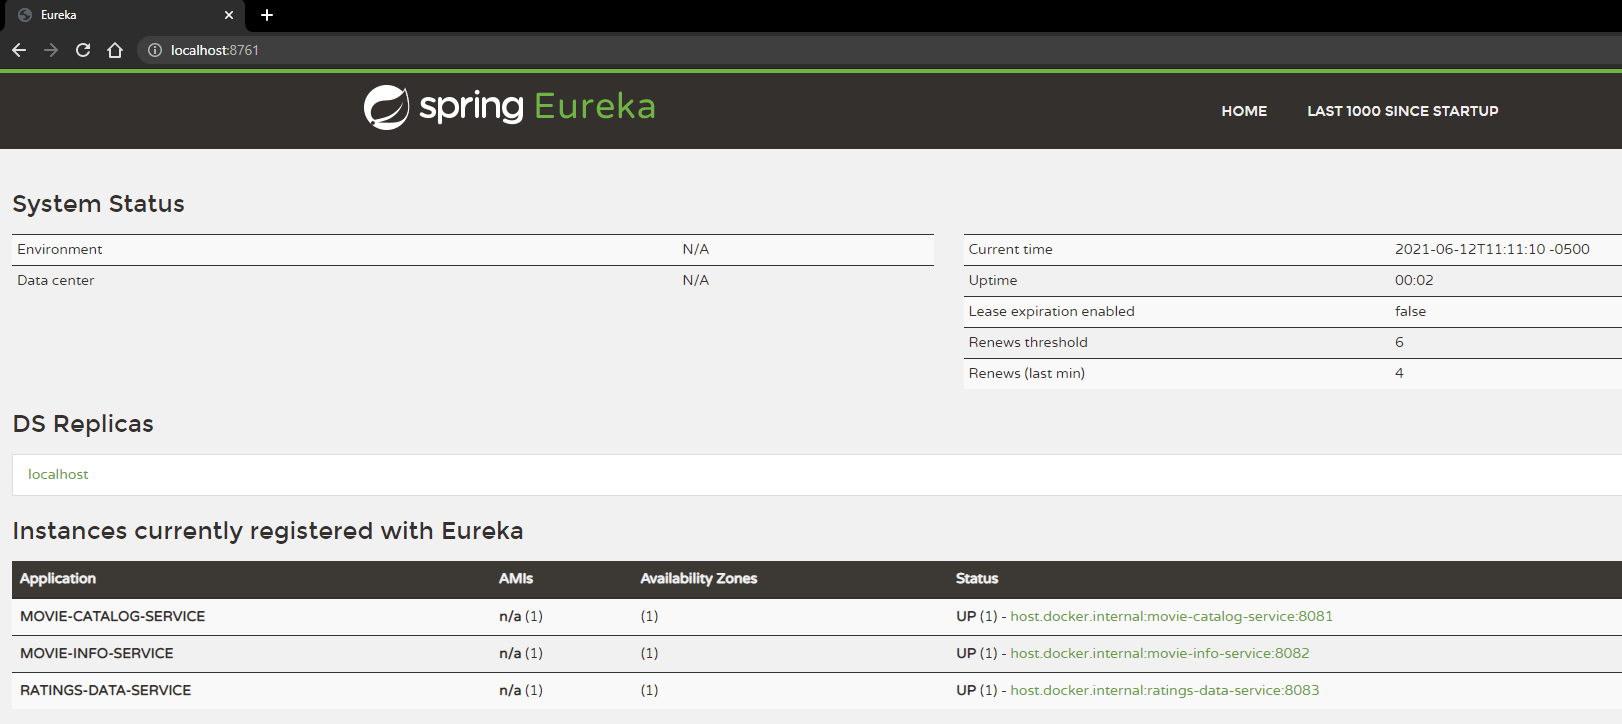 Eureka
localhost:8761
spring Eureka
HOME LAST 1000 SINCE STARTUP
System Status
Environment N/A
Data center N/A
Current time 2021-06-12T11:11:10 -0500
Uptime 00:02
Lease expiration enabled false
Renews threshold 6
Renews (last min) 4
DS Replicas
localhost
Instances currently registered with Eureka
Application AMIs Availability Zones Status
MOVIE-CATALOG-SERVICE n/a (1) (1) UP (1) - host.docker.internal:movie-catalog-service:8081
MOVIE-INFO-SERVICE n/a (1) (1) UP (1) - host.docker.internal:movie-info-service:8082
RATINGS-DATA-SERVICE n/a (1) (1) UP (1) - host.docker.internal:ratings-data-service:8083